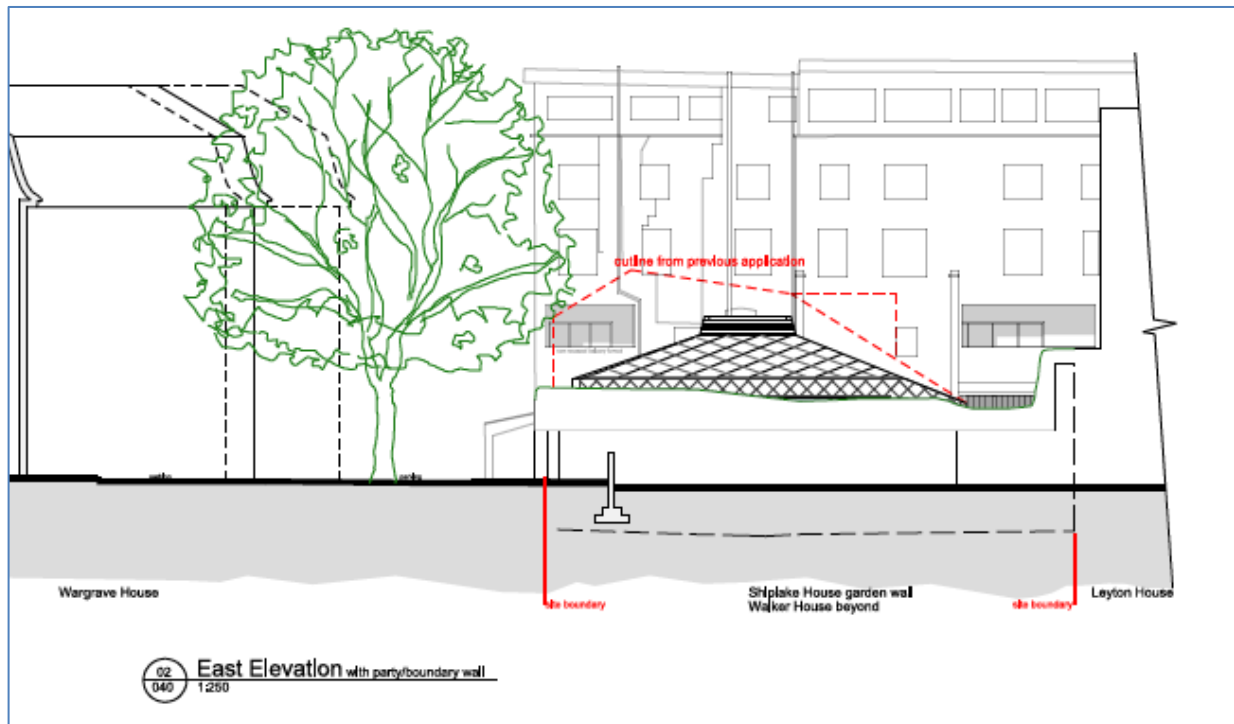 outline from previous application
Wargrave House
site boundary
Shiplake House garden wall
Walker House beyond
site boundary
Leyton House
02
040
East Elevation with party/boundary wall
1:250